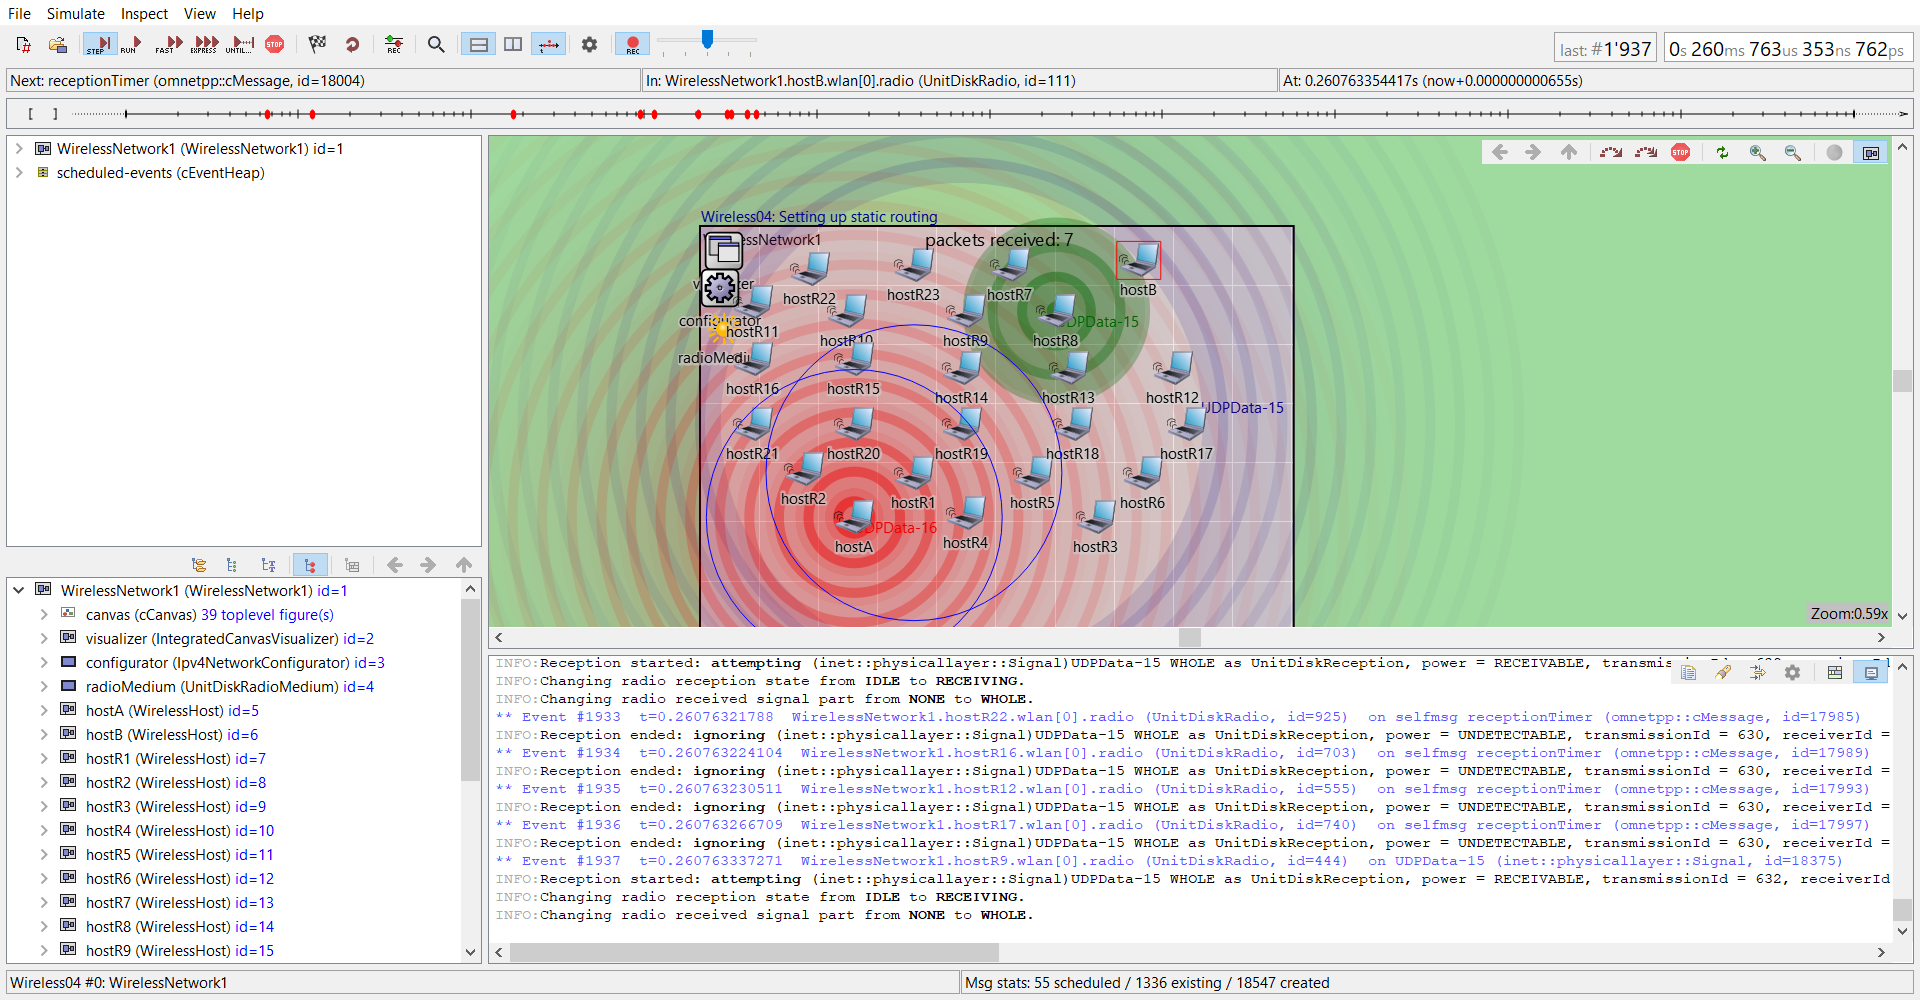 File Simulate Inspect View Help
STEP RUN FAST EXPRESS UNTIL... STOP REC REC
last: #1'937 0s 260ms 763us 353ns 762ps
Next: receptionTimer (omnetpp::cMessage, id=18004) In: WirelessNetwork1.hostB.wlan[0].radio (UnitDiskRadio, id=111) At: 0.260763354417s (now+0.000000000655s)
[ ]
WirelessNetwork1 (WirelessNetwork1) id=1
scheduled-events (cEventHeap)
STOP
Wireless04: Setting up static routing
packets received: 7
hostR22
hostR23
hostR7
hostB
configurator
hostR11
hostR10
hostR9
hostR8
UDPData-15
hostR16
hostR15
hostR14
hostR13
hostR12
UDPData-15
hostR21
hostR20
hostR19
hostR18
hostR17
hostR2
hostR1
hostR5
hostR6
DPData-16
hostA
hostR4
hostR3
Zoom:0.59x
WirelessNetwork1 (WirelessNetwork1) id=1
canvas (cCanvas) 39 toplevel figure(s)
visualizer (IntegratedCanvasVisualizer) id=2
configurator (Ipv4NetworkConfigurator) id=3
radioMedium (UnitDiskRadioMedium) id=4
hostA (WirelessHost) id=5
hostB (WirelessHost) id=6
hostR1 (WirelessHost) id=7
hostR2 (WirelessHost) id=8
hostR3 (WirelessHost) id=9
hostR4 (WirelessHost) id=10
hostR5 (WirelessHost) id=11
hostR6 (WirelessHost) id=12
hostR7 (WirelessHost) id=13
hostR8 (WirelessHost) id=14
hostR9 (WirelessHost) id=15
INFO:Reception started: attempting (inet::physicallayer::Signal)UDPData-15 WHOLE as UnitDiskReception, power = RECEIVABLE,
INFO:Changing radio reception state from IDLE to RECEIVING.
INFO:Changing radio received signal part from NONE to WHOLE.
** Event #1933 t=0.26076321788 WirelessNetwork1.hostR22.wlan[0].radio (UnitDiskRadio, id=925) on selfmsg receptionTimer (omnetpp::cMessage, id=17985)
INFO:Reception ended: ignoring (inet::physicallayer::Signal)UDPData-15 WHOLE as UnitDiskReception, power = UNDETECTABLE, transmissionId = 630, receiverId =
** Event #1934 t=0.260763224104 WirelessNetwork1.hostR16.wlan[0].radio (UnitDiskRadio, id=703) on selfmsg receptionTimer (omnetpp::cMessage, id=17989)
INFO:Reception ended: ignoring (inet::physicallayer::Signal)UDPData-15 WHOLE as UnitDiskReception, power = UNDETECTABLE, transmissionId = 630, receiverId =
** Event #1935 t=0.260763230511 WirelessNetwork1.hostR12.wlan[0].radio (UnitDiskRadio, id=555) on selfmsg receptionTimer (omnetpp::cMessage, id=17993)
INFO:Reception ended: ignoring (inet::physicallayer::Signal)UDPData-15 WHOLE as UnitDiskReception, power = UNDETECTABLE, transmissionId = 630, receiverId =
** Event #1936 t=0.260763266709 WirelessNetwork1.hostR17.wlan[0].radio (UnitDiskRadio, id=740) on selfmsg receptionTimer (omnetpp::cMessage, id=17997)
INFO:Reception ended: ignoring (inet::physicallayer::Signal)UDPData-15 WHOLE as UnitDiskReception, power = UNDETECTABLE, transmissionId = 630, receiverId =
** Event #1937 t=0.260763337271 WirelessNetwork1.hostR9.wlan[0].radio (UnitDiskRadio, id=444) on UDPData-15 (inet::physicallayer::Signal, id=18375)
INFO:Reception started: attempting (inet::physicallayer::Signal)UDPData-15 WHOLE as UnitDiskReception, power = RECEIVABLE, transmissionId = 632, receiverId
INFO:Changing radio reception state from IDLE to RECEIVING.
INFO:Changing radio received signal part from NONE to WHOLE.
Wireless04 #0: WirelessNetwork1 Msg stats: 55 scheduled / 1336 existing / 18547 created